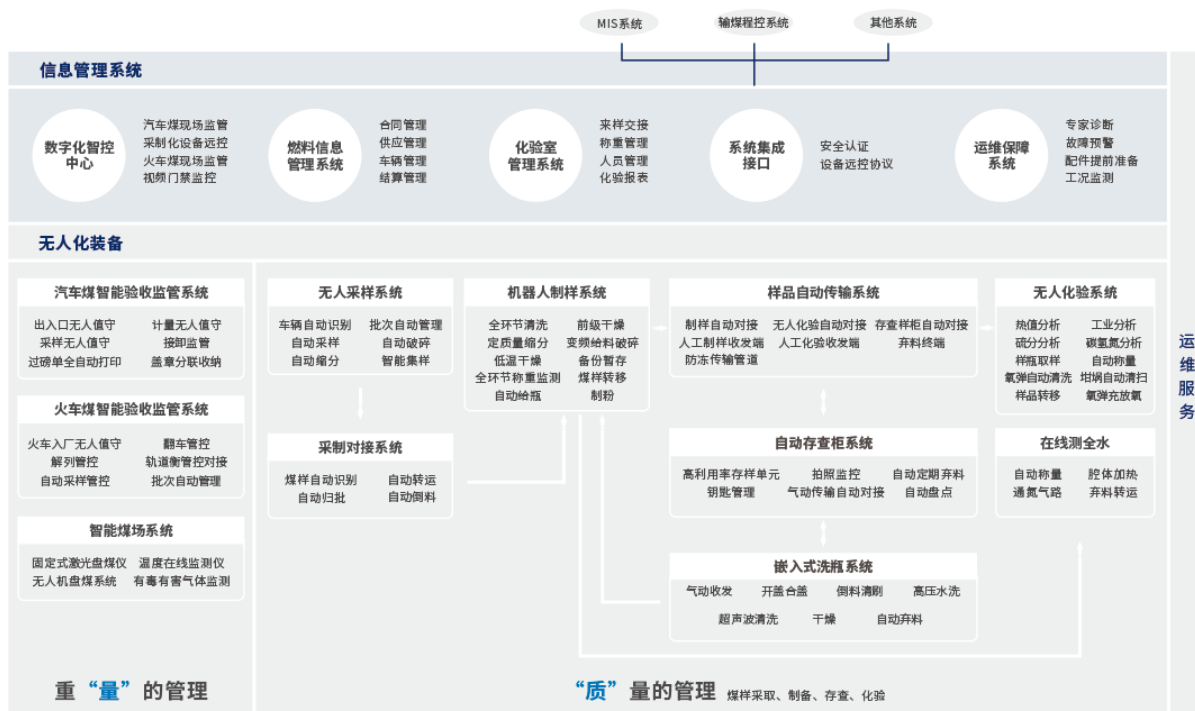 MIS系统
输煤程控系统
其他系统
信息管理系统
数字化智控
中心
汽车煤现场监管
采制化设备远控
火车煤现场监管
视频门禁监控
燃料信息
管理系统
合同管理
供应管理
车辆管理
结算管理
化验室
管理系统
来样交接
称重管理
人员管理
化验报表
系统集成
接口
安全认证
设备远控协议
运维保障
系统
专家诊断
故障预警
配件提前准备
工况监测
运维服务
无人化装备
汽车煤智能验收监管系统
出入口无人值守 计量无人值守
采样无人值守 接卸监管
过磅单全自动打印 盖章分联收纳
火车煤智能验收监管系统
火车入厂无人值守 翻车管控
解列管控 轨道衡管控对接
自动采样管控 批次自动管理
智能煤场系统
固定式激光盘煤仪 温度在线监测仪
无人机盘煤系统 有毒有害气体监测
重“量”的管理
无人采样系统
车辆自动识别 批次自动管理
自动采样 自动破碎
自动缩分 智能集样
采制对接系统
煤样自动识别 自动转运
自动归批 自动倒料
机器人制样系统
全环节清洗 前级干燥
定质量缩分 变频给料破碎
低温干燥 备份暂存
全环节称重监测 煤样转移
自动给瓶 制粉
样品自动传输系统
制样自动对接 无人化验自动对接 存查样柜自动对接
人工制样收发端 人工化验收发端 弃料终端
防冻传输管道
自动存查柜系统
高利用率存样单元 拍照监控 自动定期弃料
钥匙管理 气动传输自动对接 自动盘点
嵌入式洗瓶系统
气动收发 开盖合盖 倒料清刷 高压水洗
超声波清洗 干燥 自动弃料
无人化验系统
热值分析 工业分析
硫分分析 碳氢氮分析
样瓶取样 自动称量
氧弹自动清洗 坩埚自动清扫
样品转移 氧弹充放氧
在线测全水
自动称量 腔体加热
通氮气路 弃料转运
“质”量的管理 煤样采取、制备、存查、化验